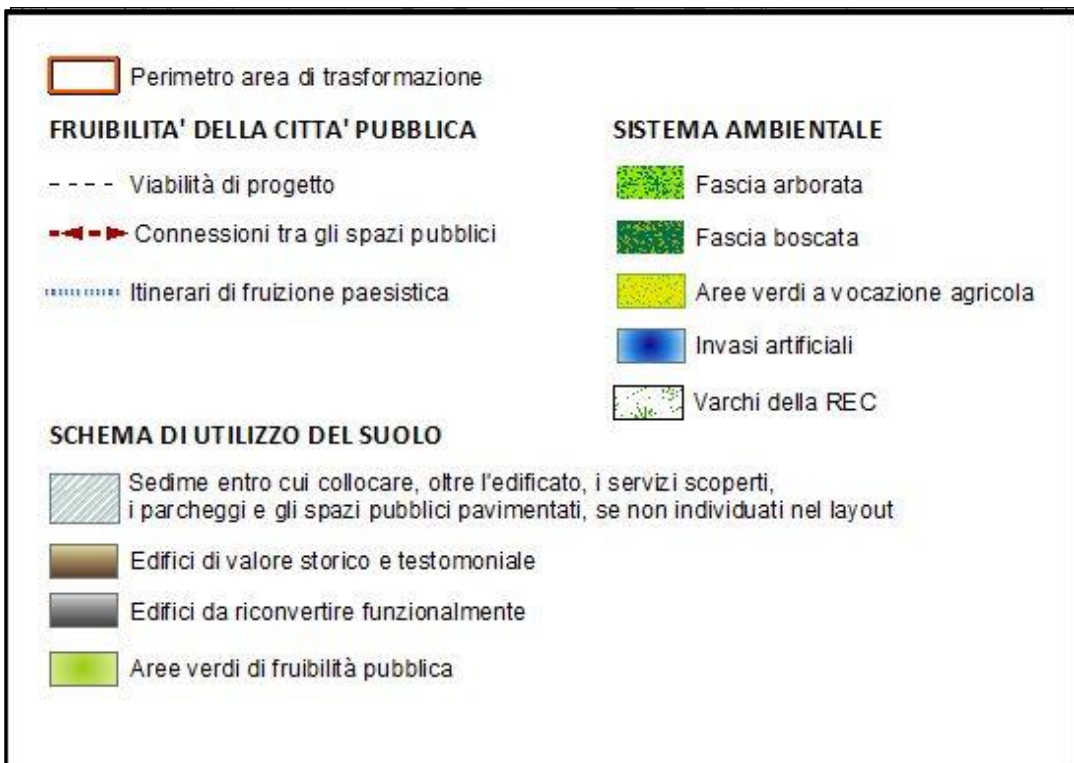 Perimetro area di trasformazione
FRUIBILITA' DELLA CITTA' PUBBLICA
Viabilità di progetto
Connessioni tra gli spazi pubblici
Itinerari di fruizione paesistica
SISTEMA AMBIENTALE
Fascia arborata
Fascia boscata
Aree verdi a vocazione agricola
Invasi artificiali
Varchi della REC
SCHEMA DI UTILIZZO DEL SUOLO
Sedime entro cui collocare, oltre l'edificato, i servizi scoperti,
i parcheggi e gli spazi pubblici pavimentati, se non individuati nel layout
Edifici di valore storico e testomoniale
Edifici da riconvertire funzionalmente
Aree verdi di fruibilità pubblica